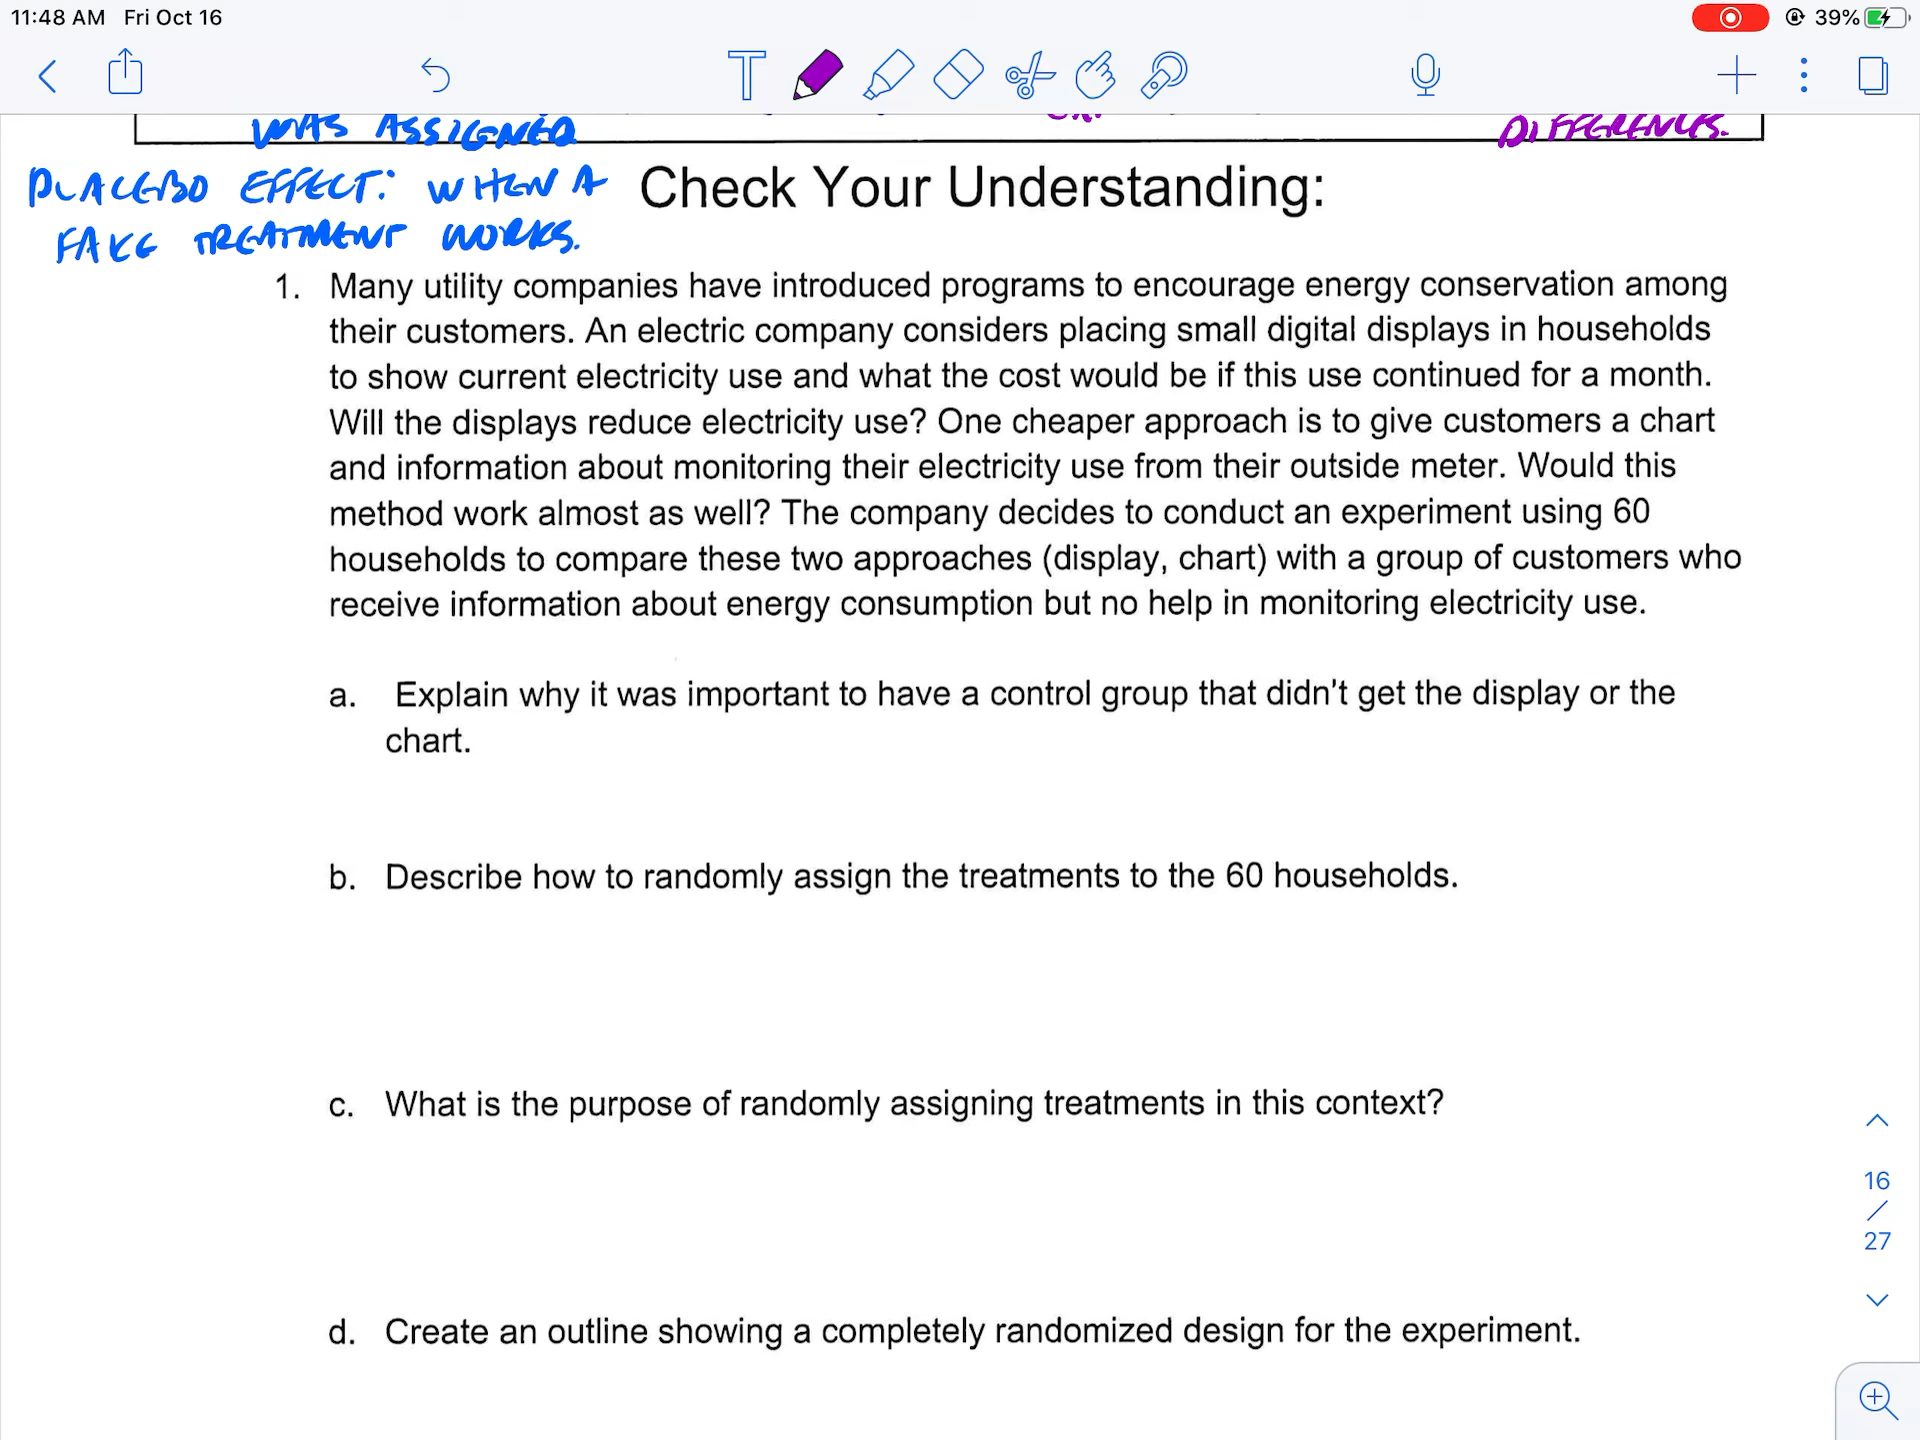 11:48 AM Fri Oct 16
39%
T
WAS ASSIGNED
DIFFERENCES.
PLACEBO EFFECT: WHEN A
FAKE TREATMENT WORKS.
Check Your Understanding:
1. Many utility companies have introduced programs to encourage energy conservation among
their customers. An electric company considers placing small digital displays in households
to show current electricity use and what the cost would be if this use continued for a month.
Will the displays reduce electricity use? One cheaper approach is to give customers a chart
and information about monitoring their electricity use from their outside meter. Would this
method work almost as well? The company decides to conduct an experiment using 60
households to compare these two approaches (display, chart) with a group of customers who
receive information about energy consumption but no help in monitoring electricity use.
a. Explain why it was important to have a control group that didn't get the display or the
chart.
b. Describe how to randomly assign the treatments to the 60 households.
c. What is the purpose of randomly assigning treatments in this context?
16
/
27
d. Create an outline showing a completely randomized design for the experiment.